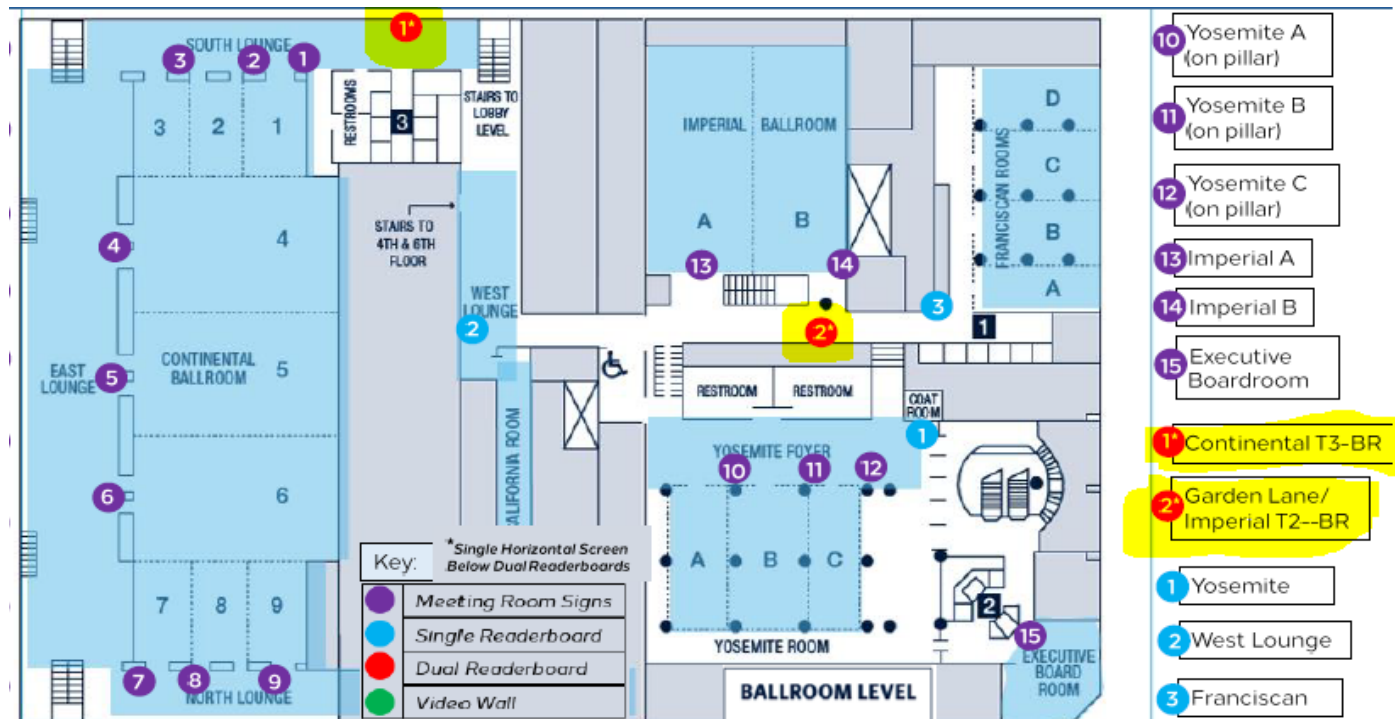 SOUTH LOUNGE
1*
3
2
1
RESTROOMS
3
STAIRS TO
LOBBY
LEVEL
3
2
1
IMPERIAL BALLROOM
D
C
B
A
FRANCISCAN ROOMS
STAIRS TO
4TH & 6TH
FLOOR
4
4
A
B
13
14
WEST
LOUNGE
2
3
1
2*
EAST
LOUNGE
CONTINENTAL
BALLROOM
5
5
RESTROOM
RESTROOM
COAT
ROOM
1
CALIFORNIA ROOM
YOSEMITE FOYER
10
11
12
6
6
A
B
C
YOSEMITE ROOM
2
15
EXECUTIVE
BOARD
ROOM
7
8
9
7
8
9
NORTH LOUNGE
BALLROOM LEVEL
Key:
*Single Horizontal Screen
Below Dual Readerboards
Meeting Room Signs
Single Readerboard
Dual Readerboard
Video Wall
10 Yosemite A
(on pillar)
11 Yosemite B
(on pillar)
12 Yosemite C
(on pillar)
13 Imperial A
14 Imperial B
15 Executive
Boardroom
1* Continental T3-BR
2* Garden Lane/
Imperial T2--BR
1 Yosemite
2 West Lounge
3 Franciscan